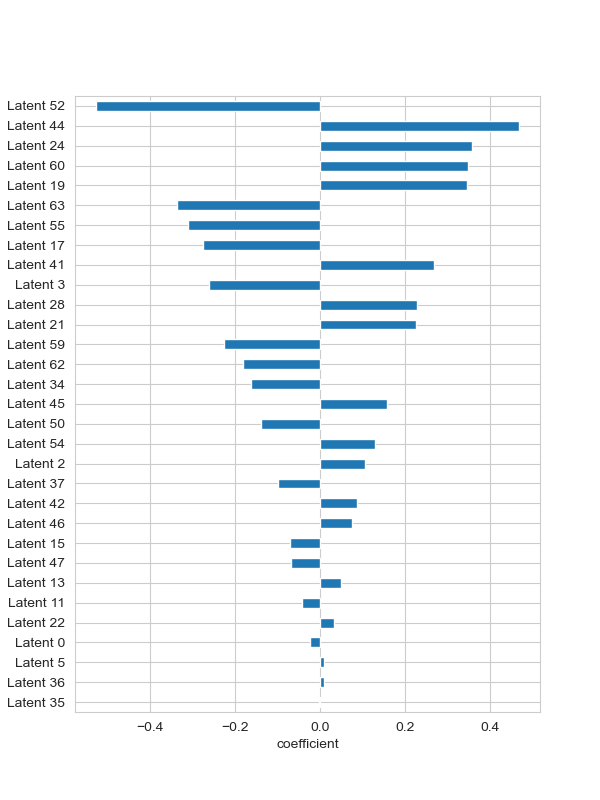 Latent 52
Latent 44
Latent 24
Latent 60
Latent 19
Latent 63
Latent 55
Latent 17
Latent 41
Latent 3
Latent 28
Latent 21
Latent 59
Latent 62
Latent 34
Latent 45
Latent 50
Latent 54
Latent 2
Latent 37
Latent 42
Latent 46
Latent 15
Latent 47
Latent 13
Latent 11
Latent 22
Latent 0
Latent 5
Latent 36
Latent 35
−0.4 −0.2 0.0 0.2 0.4
coefficient